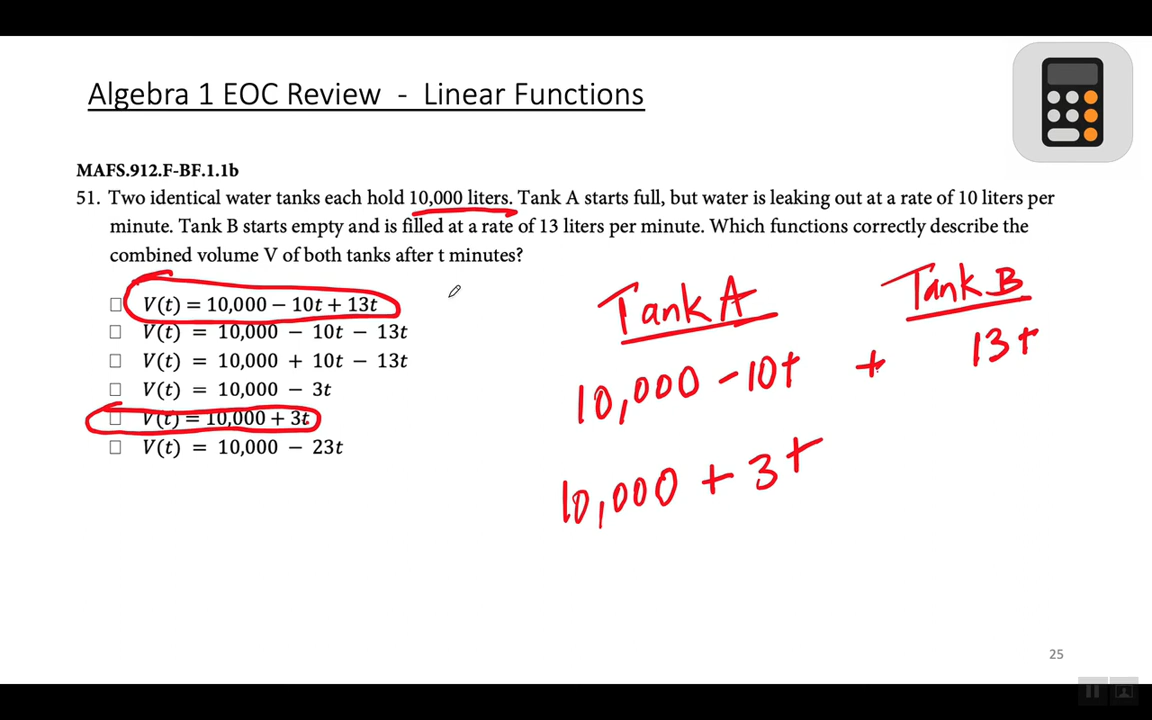 Algebra 1 EOC Review - Linear Functions
MAFS.912.F-BF.1.1b
51. Two identical water tanks each hold 10,000 liters. Tank A starts full, but water is leaking out at a rate of 10 liters per
minute. Tank B starts empty and is filled at a rate of 13 liters per minute. Which functions correctly describe the
combined volume V of both tanks after t minutes?
☐ V(t) = 10,000 − 10t + 13t
☐ V(t) = 10,000 − 10t − 13t
☐ V(t) = 10,000 + 10t − 13t
☐ V(t) = 10,000 − 3t
☐ V(t) = 10,000 + 3t
☐ V(t) = 10,000 − 23t
Tank A Tank B
10,000 - 10t + 13t
10,000 + 3t
25